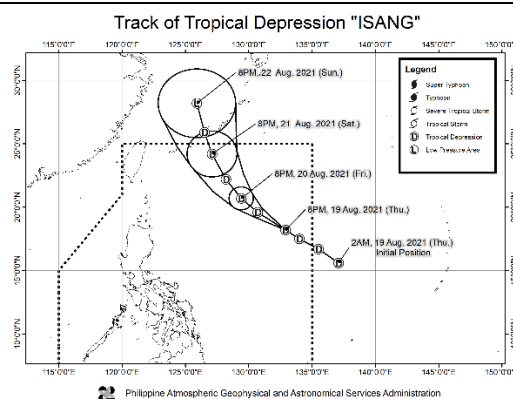 Track of Tropical Depression "ISANG"
115°0'0"E 120°0'0"E 125°0'0"E 130°0'0"E 135°0'0"E 140°0'0"E 145°0'0"E 150°0'0"E
8PM, 22 Aug. 2021 (Sun.)
8PM, 21 Aug. 2021 (Sat.)
8PM, 20 Aug. 2021 (Fri.)
8PM, 19 Aug. 2021 (Thu.)
2AM, 19 Aug. 2021 (Thu.)
Initial Position
Legend
Super Typhoon
Typhoon
Severe Tropical Storm
Tropical Storm
D Tropical Depression
L Low Pressure Area
30°0'0"N
25°0'0"N
20°0'0"N
15°0'0"N
10°0'0"N
115°0'0"E 120°0'0"E 125°0'0"E 130°0'0"E 135°0'0"E 140°0'0"E 145°0'0"E 150°0'0"E
Philippine Atmospheric Geophysical and Astronomical Services Administration